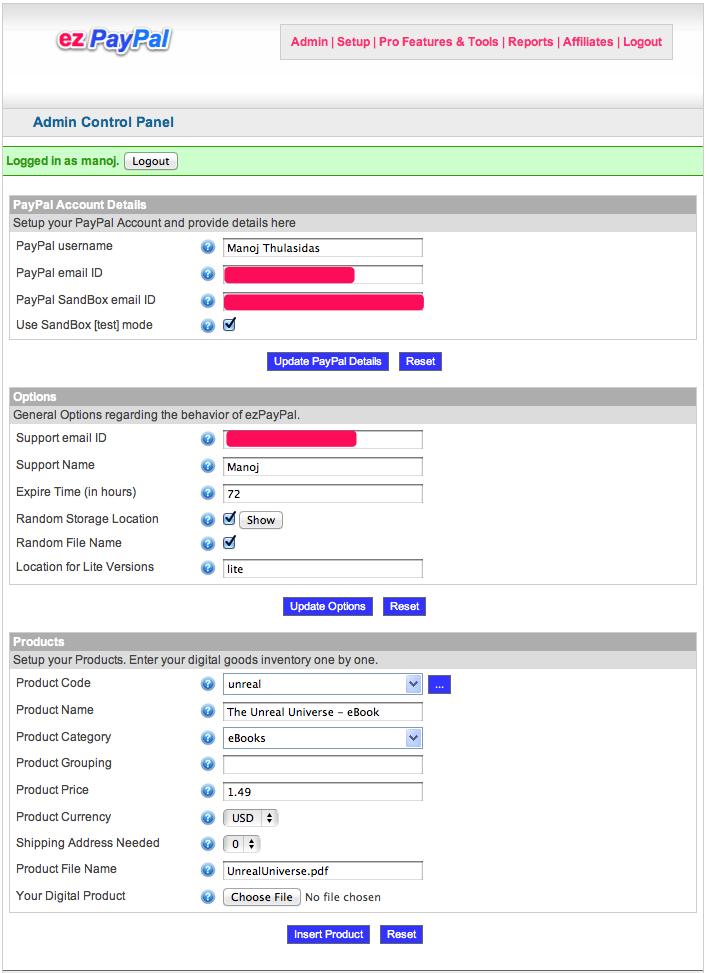 ez PayPal
Admin | Setup | Pro Features & Tools | Reports | Affiliates | Logout
Admin Control Panel
Logged in as manoj. Logout
PayPal Account Details
Setup your PayPal Account and provide details here
PayPal username ? Manoj Thulasidas
PayPal email ID ?
PayPal SandBox email ID ?
Use SandBox [test] mode ?
Update PayPal Details Reset
Options
General Options regarding the behavior of ezPayPal.
Support email ID ?
Support Name ? Manoj
Expire Time (in hours) ? 72
Random Storage Location ? Show
Random File Name ?
Location for Lite Versions ? lite
Update Options Reset
Products
Setup your Products. Enter your digital goods inventory one by one.
Product Code ? unreal ...
Product Name ? The Unreal Universe - eBook
Product Category ? eBooks
Product Grouping ?
Product Price ? 1.49
Product Currency ? USD
Shipping Address Needed ? 0
Product File Name ? UnrealUniverse.pdf
Your Digital Product ? Choose File No file chosen
Insert Product Reset